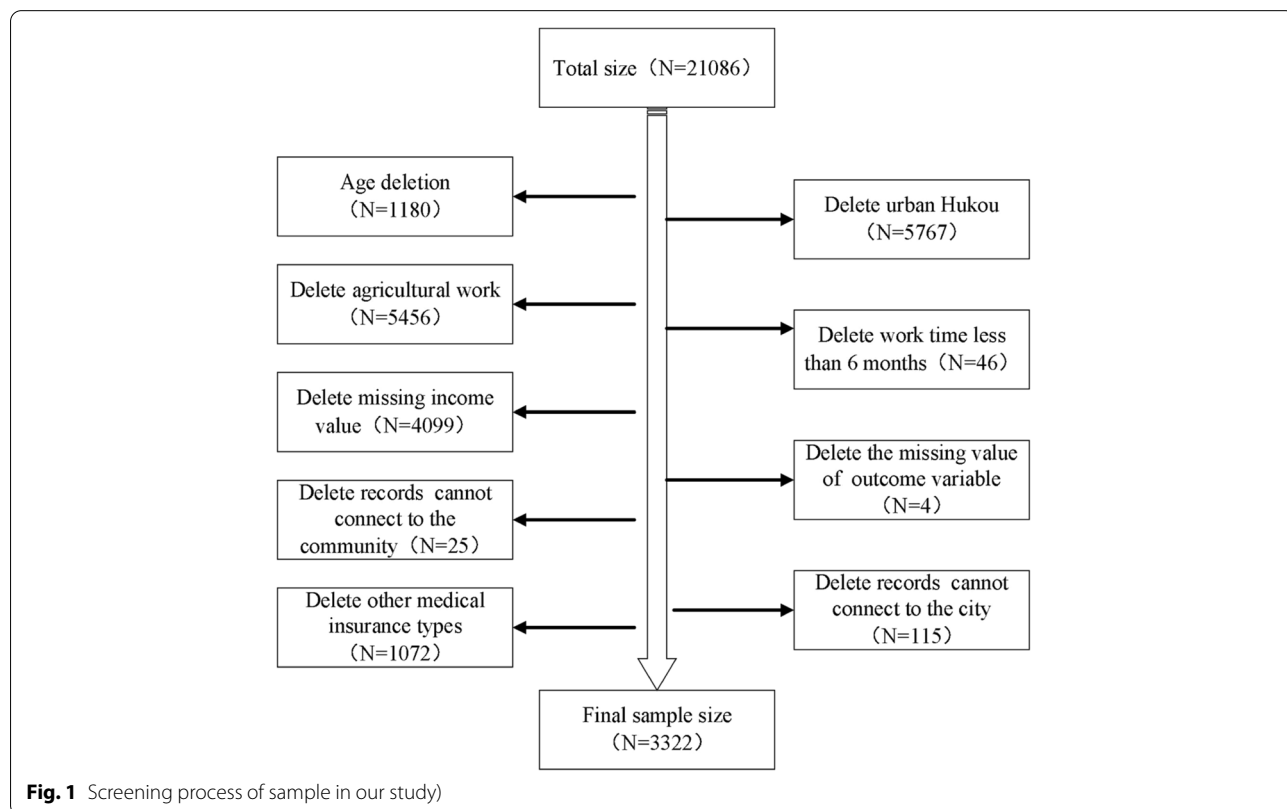 Total size（N=21086）
Age deletion
（N=1180）
Delete urban Hukou
（N=5767）
Delete agricultural work
（N=5456）
Delete work time less
than 6 months（N=46）
Delete missing income
value（N=4099）
Delete the missing value
of outcome variable
（N=4）
Delete records cannot
connect to the
community（N=25）
Delete records cannot
connect to the city
（N=115）
Delete other medical
insurance types
（N=1072）
Final sample size
（N=3322）
Fig. 1 Screening process of sample in our study)